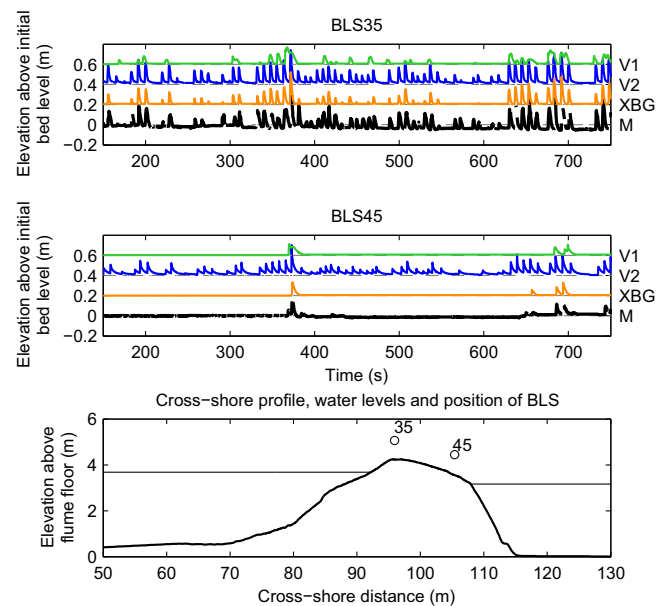 BLS35
Elevation above initial
bed level (m)
0.6
0.4
0.2
0
−0.2
V1
V2
XBG
M
200 300 400 500 600 700
BLS45
Elevation above initial
bed level (m)
0.6
0.4
0.2
0
−0.2
V1
V2
XBG
M
200 300 400 500 600 700
Time (s)
Cross−shore profile, water levels and position of BLS
Elevation above
flume floor (m)
6
4
2
0
35
45
50 60 70 80 90 100 110 120 130
Cross−shore distance (m)